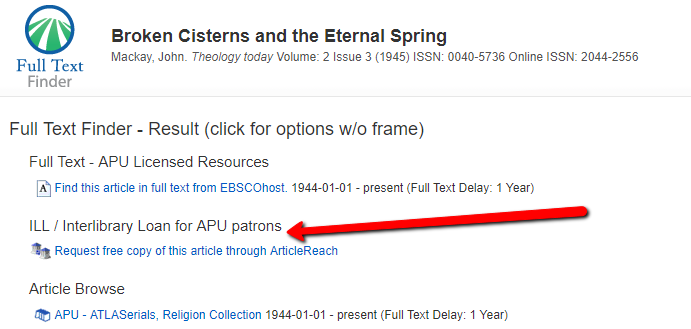 Full Text
Finder
Broken Cisterns and the Eternal Spring
Mackay, John. Theology today Volume: 2 Issue 3 (1945) ISSN: 0040-5736 Online ISSN: 2044-2556
Full Text Finder - Result (click for options w/o frame)
Full Text - APU Licensed Resources
A Find this article in full text from EBSCOhost. 1944-01-01 - present (Full Text Delay: 1 Year)
ILL / Interlibrary Loan for APU patrons
Request free copy of this article through ArticleReach
Article Browse
APU - ATLASerials, Religion Collection 1944-01-01 - present (Full Text Delay: 1 Year)